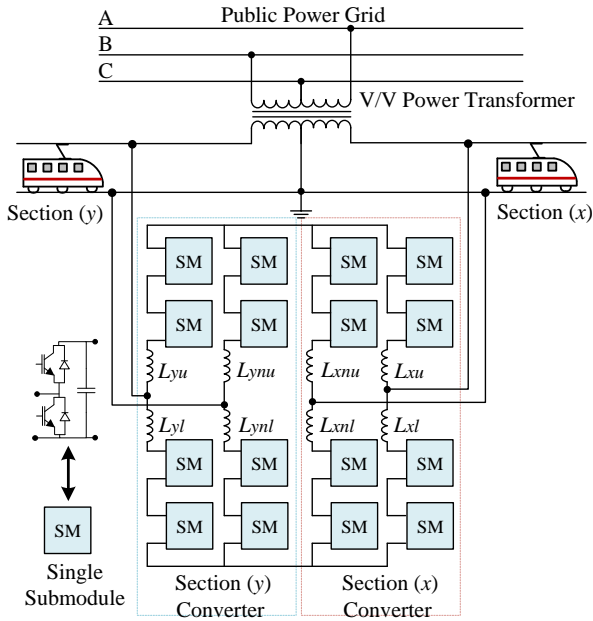 A
Public Power Grid
B
C
V/V Power Transformer
Section (y)
Section (x)
SM SM SM SM
SM SM SM SM
Lyu Lynu Lxnu Lxu
Lyl Lynl Lxnl Lxl
SM SM SM SM
SM SM SM SM
SM
Single
Submodule
Section (y)
Converter
Section (x)
Converter